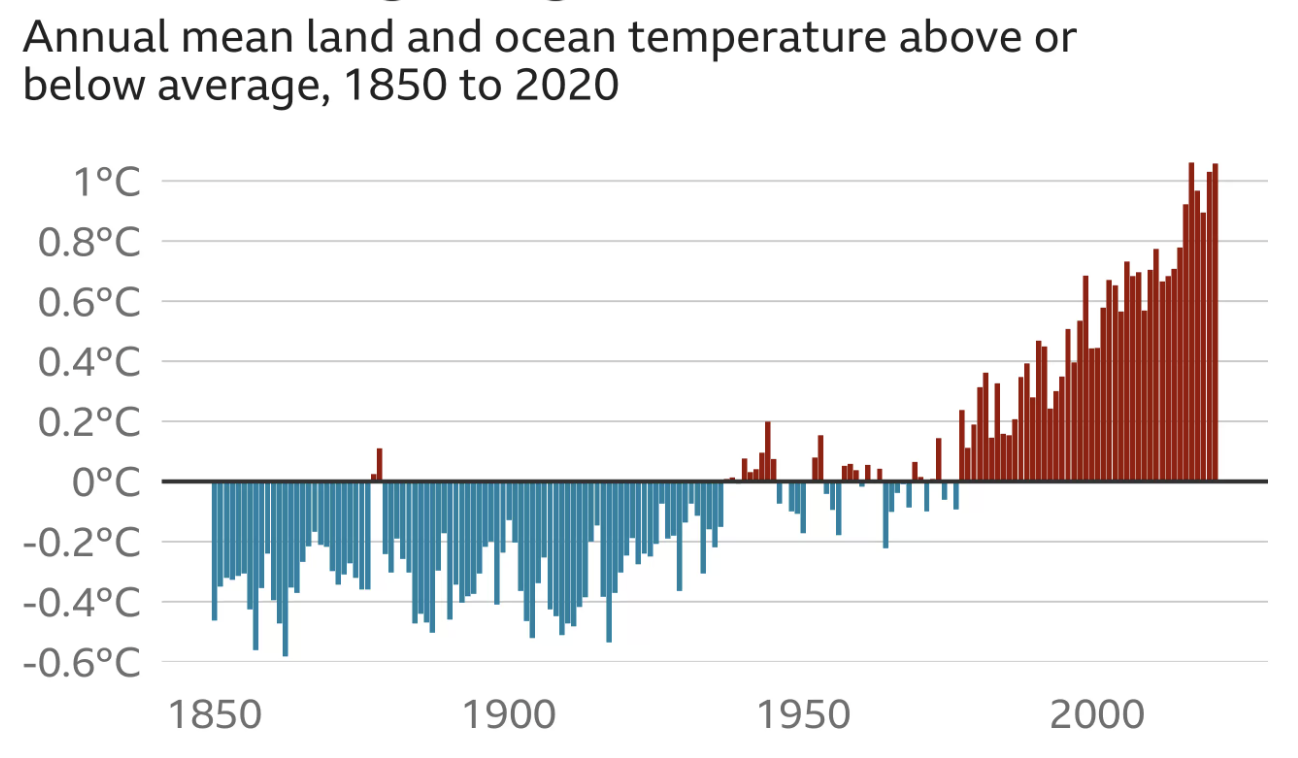 Annual mean land and ocean temperature above or
below average, 1850 to 2020
1°C
0.8°C
0.6°C
0.4°C
0.2°C
0°C
-0.2°C
-0.4°C
-0.6°C
1850 1900 1950 2000